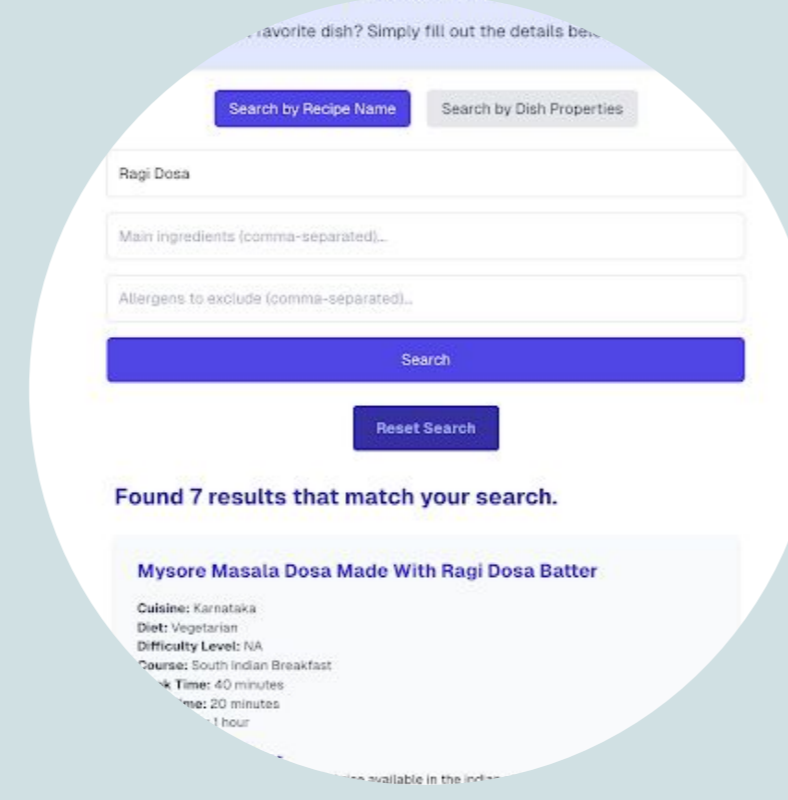 favorite dish? Simply fill out the details
Search by Recipe Name
Search by Dish Properties
Ragi Dosa
Main ingredients (comma-separated)...
Allergens to exclude (comma-separated)...
Search
Reset Search
Found 7 results that match your search.
Mysore Masala Dosa Made With Ragi Dosa Batter
Cuisine: Karnataka
Diet: Vegetarian
Difficulty Level: NA
Course: South Indian Breakfast
Time: 40 minutes
20 minutes
1 hour
available in the